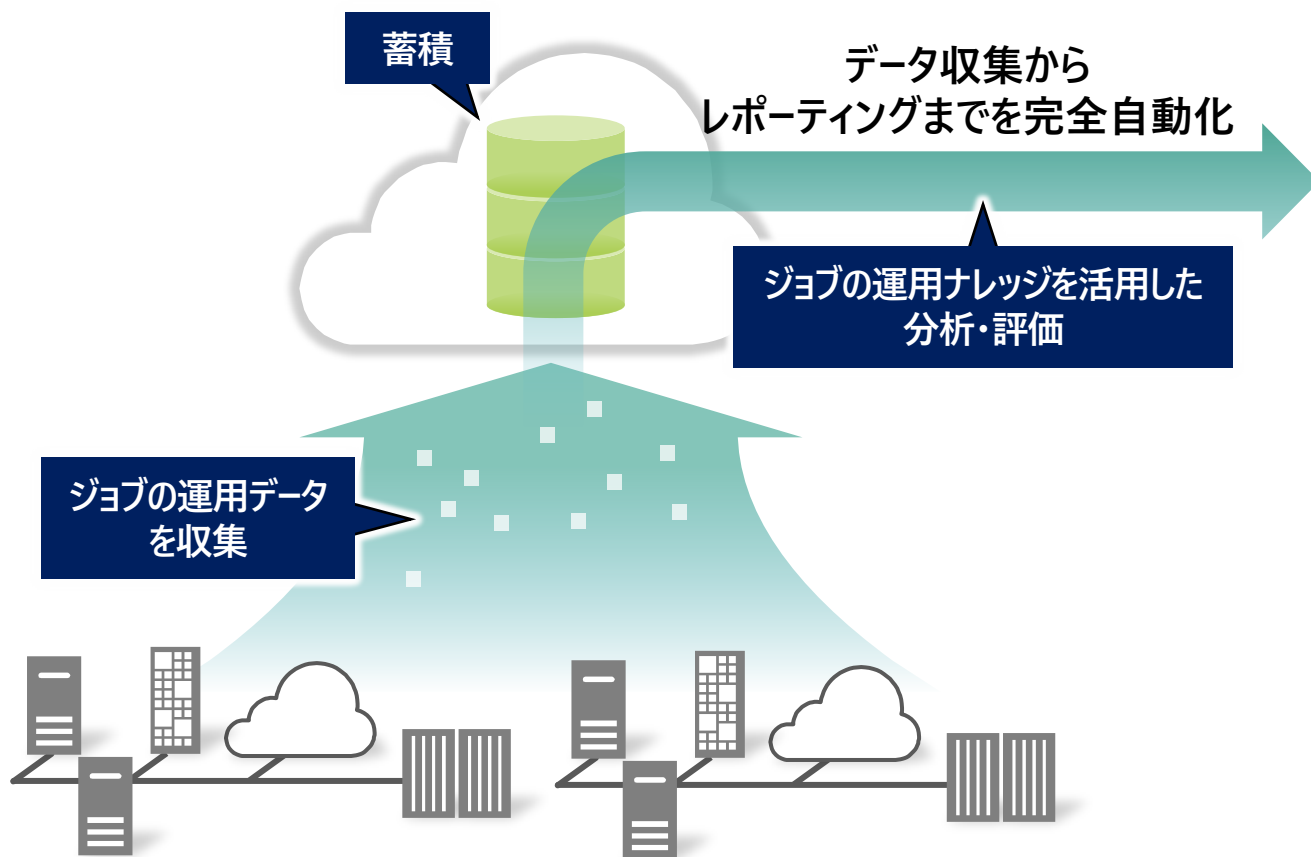 蓄積
データ収集から
レポーティングまでを完全自動化
ジョブの運用ナレッジを活用した
分析・評価
ジョブの運用データ
を収集